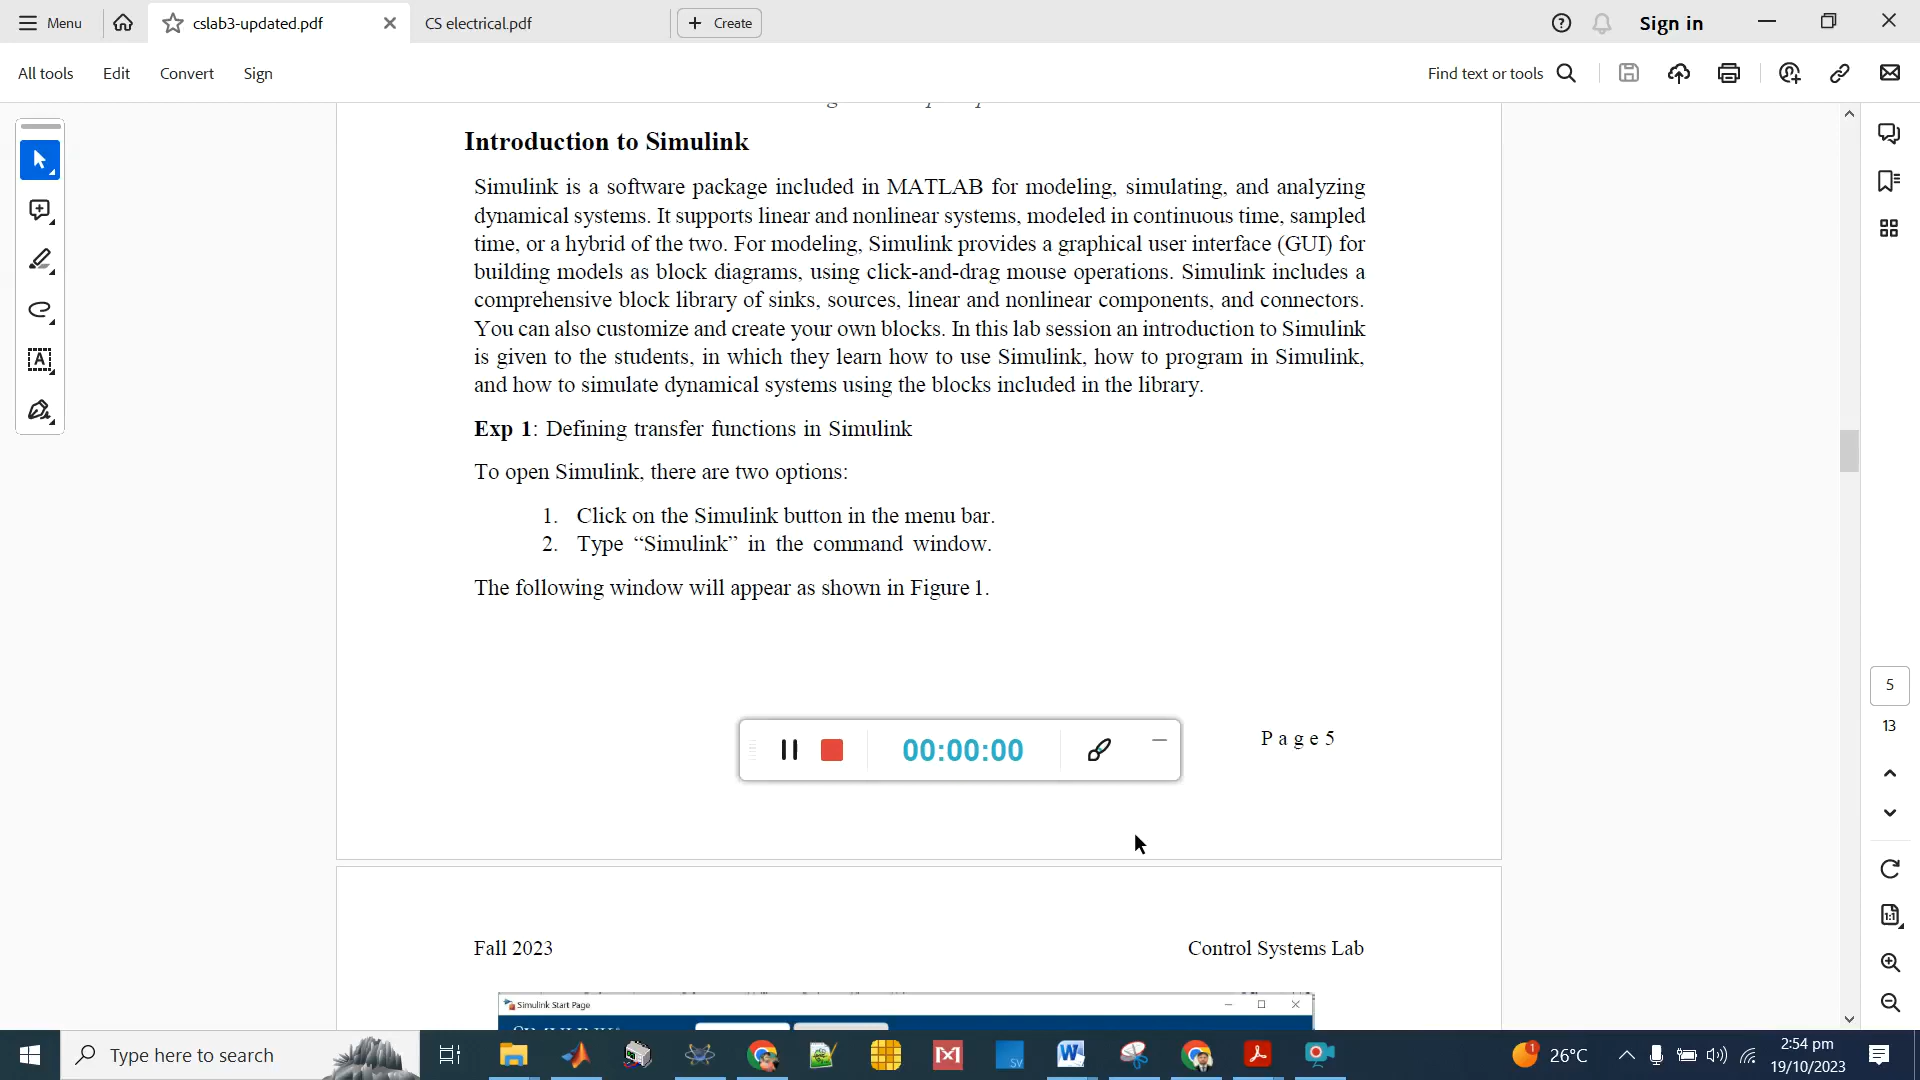 Menu
cslab3-updated.pdf
CS electrical.pdf
Create
Sign in
All tools
Edit
Convert
Sign
Find text or tools
Introduction to Simulink
Simulink is a software package included in MATLAB for modeling, simulating, and analyzing
dynamical systems. It supports linear and nonlinear systems, modeled in continuous time, sampled
time, or a hybrid of the two. For modeling, Simulink provides a graphical user interface (GUI) for
building models as block diagrams, using click-and-drag mouse operations. Simulink includes a
comprehensive block library of sinks, sources, linear and nonlinear components, and connectors.
You can also customize and create your own blocks. In this lab session an introduction to Simulink
is given to the students, in which they learn how to use Simulink, how to program in Simulink,
and how to simulate dynamical systems using the blocks included in the library.
Exp 1: Defining transfer functions in Simulink
To open Simulink, there are two options:
1. Click on the Simulink button in the menu bar.
2. Type “Simulink” in the command window.
The following window will appear as shown in Figure 1.
5
13
P a g e 5
00:00:00
Fall 2023
Control Systems Lab
Simulink Start Page
Type here to search
26°C
2:54 pm
19/10/2023